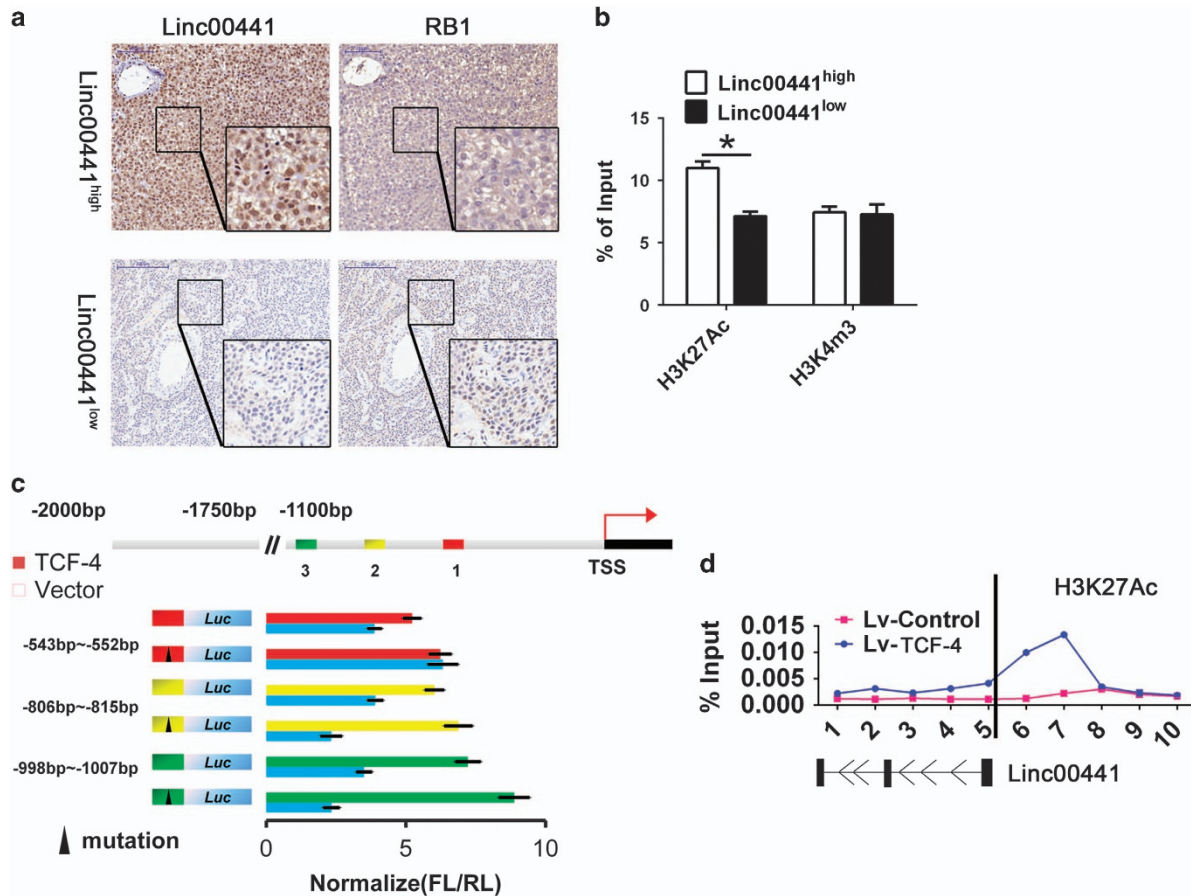 a
Linc00441 RB1
Linc00441high
Linc00441low
b
Linc00441high
Linc00441low
*
% of Input
15
10
5
0
H3K27Ac
H3K4m3
c
-2000bp -1750bp -1100bp
//
3 2 1 TSS
TCF-4
Vector
Luc
-543bp~-552bp
Luc
Luc
-806bp~-815bp
Luc
Luc
-998bp~-1007bp
Luc
mutation
0 5 10
Normalize(FL/RL)
d
H3K27Ac
Lv-Control
Lv-TCF-4
% Input
0.015
0.010
0.005
0.000
1 2 3 4 5 6 7 8 9 10
Linc00441